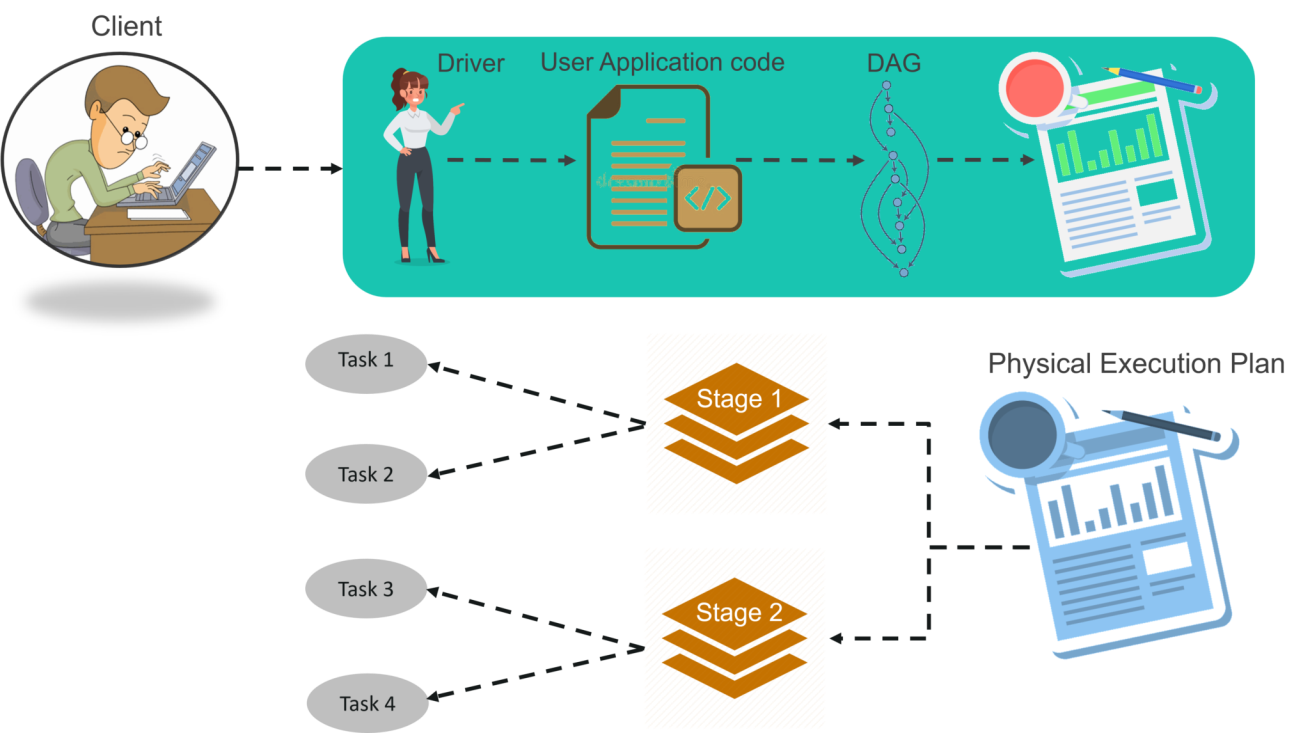 Client
Driver
User Application code
DAG
</>
Task 1
Stage 1
Physical Execution Plan
Task 2
Task 3
Stage 2
Task 4